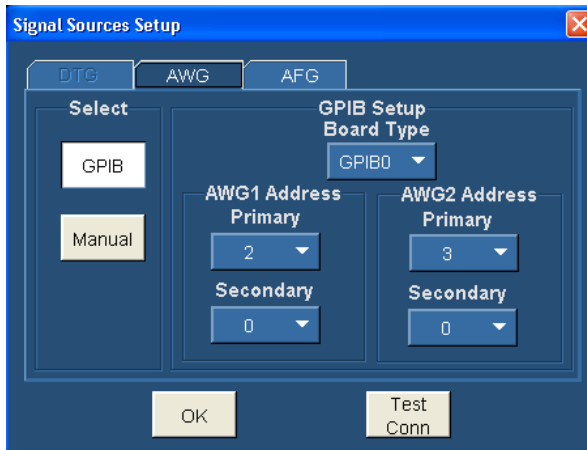 Signal Sources Setup
DTG AWG AFG
Select
GPIB
Manual
GPIB Setup
Board Type
GPIB0
AWG1 Address
Primary
2
Secondary
0
AWG2 Address
Primary
3
Secondary
0
OK
Test
Conn